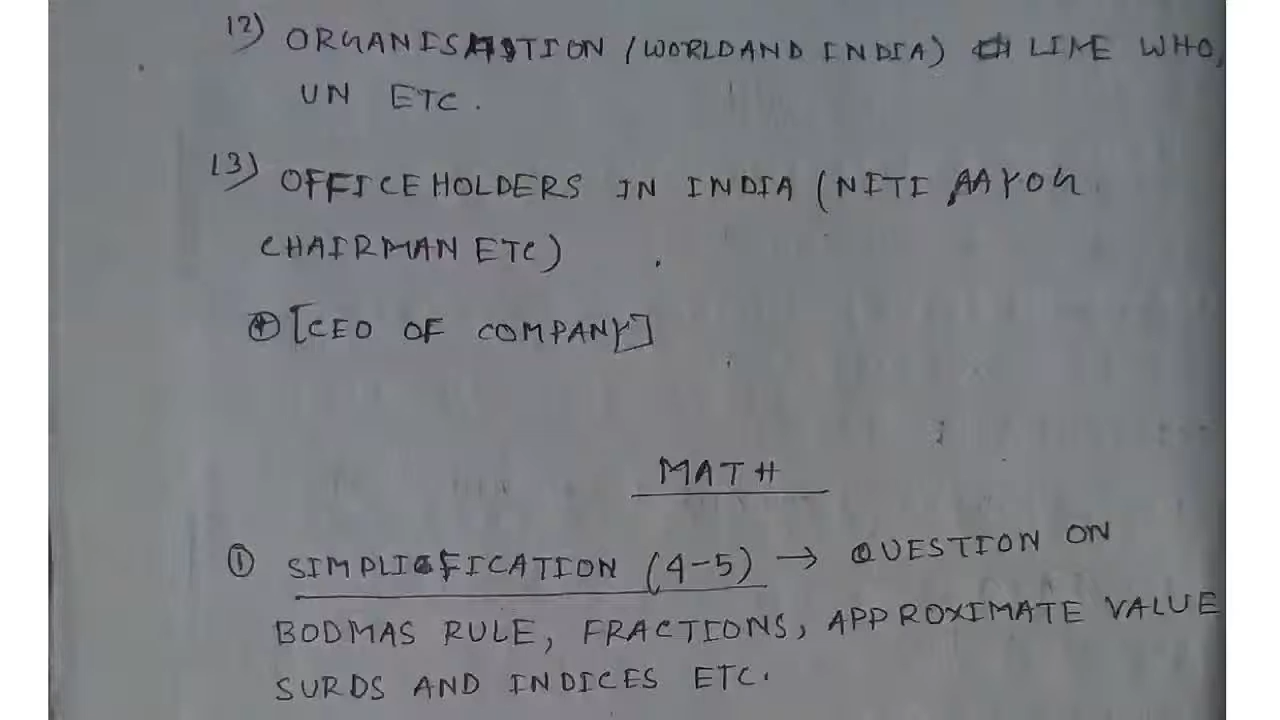 12) ORGANISATION (WORLD AND INDIA) LIKE WHO,
UN ETC.
13) OFFICE HOLDERS IN INDIA (NITI AAYOG
CHAIRMAN ETC)
[CEO OF COMPANY]
MATH
① SIMPLIFICATION (4-5) → QUESTION ON
BODMAS RULE, FRACTIONS, APPROXIMATE VALUE
SURDS AND INDICES ETC.